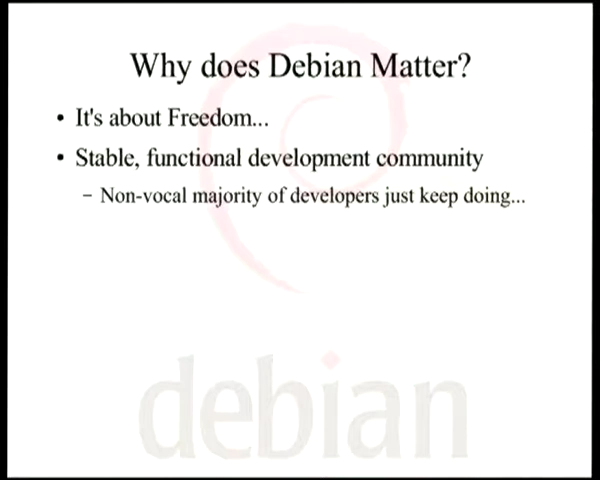 Why does Debian Matter?
• It's about Freedom...
• Stable, functional development community
– Non-vocal majority of developers just keep doing...
debian